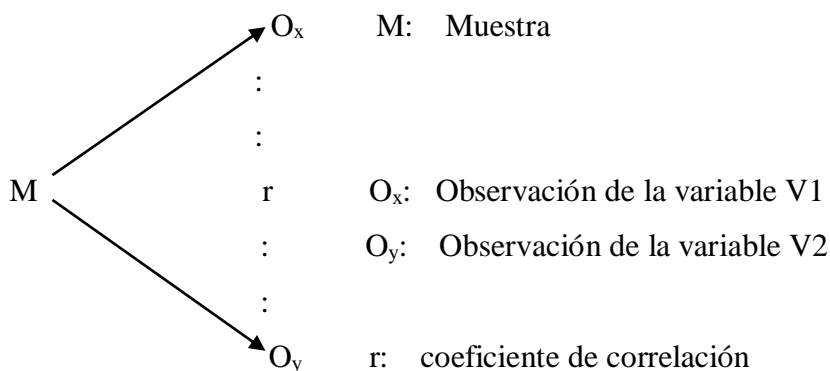 Oₓ M: Muestra
:
:
M r Oₓ: Observación de la variable V1
: Oᵧ: Observación de la variable V2
:
Oᵧ r: coeficiente de correlación